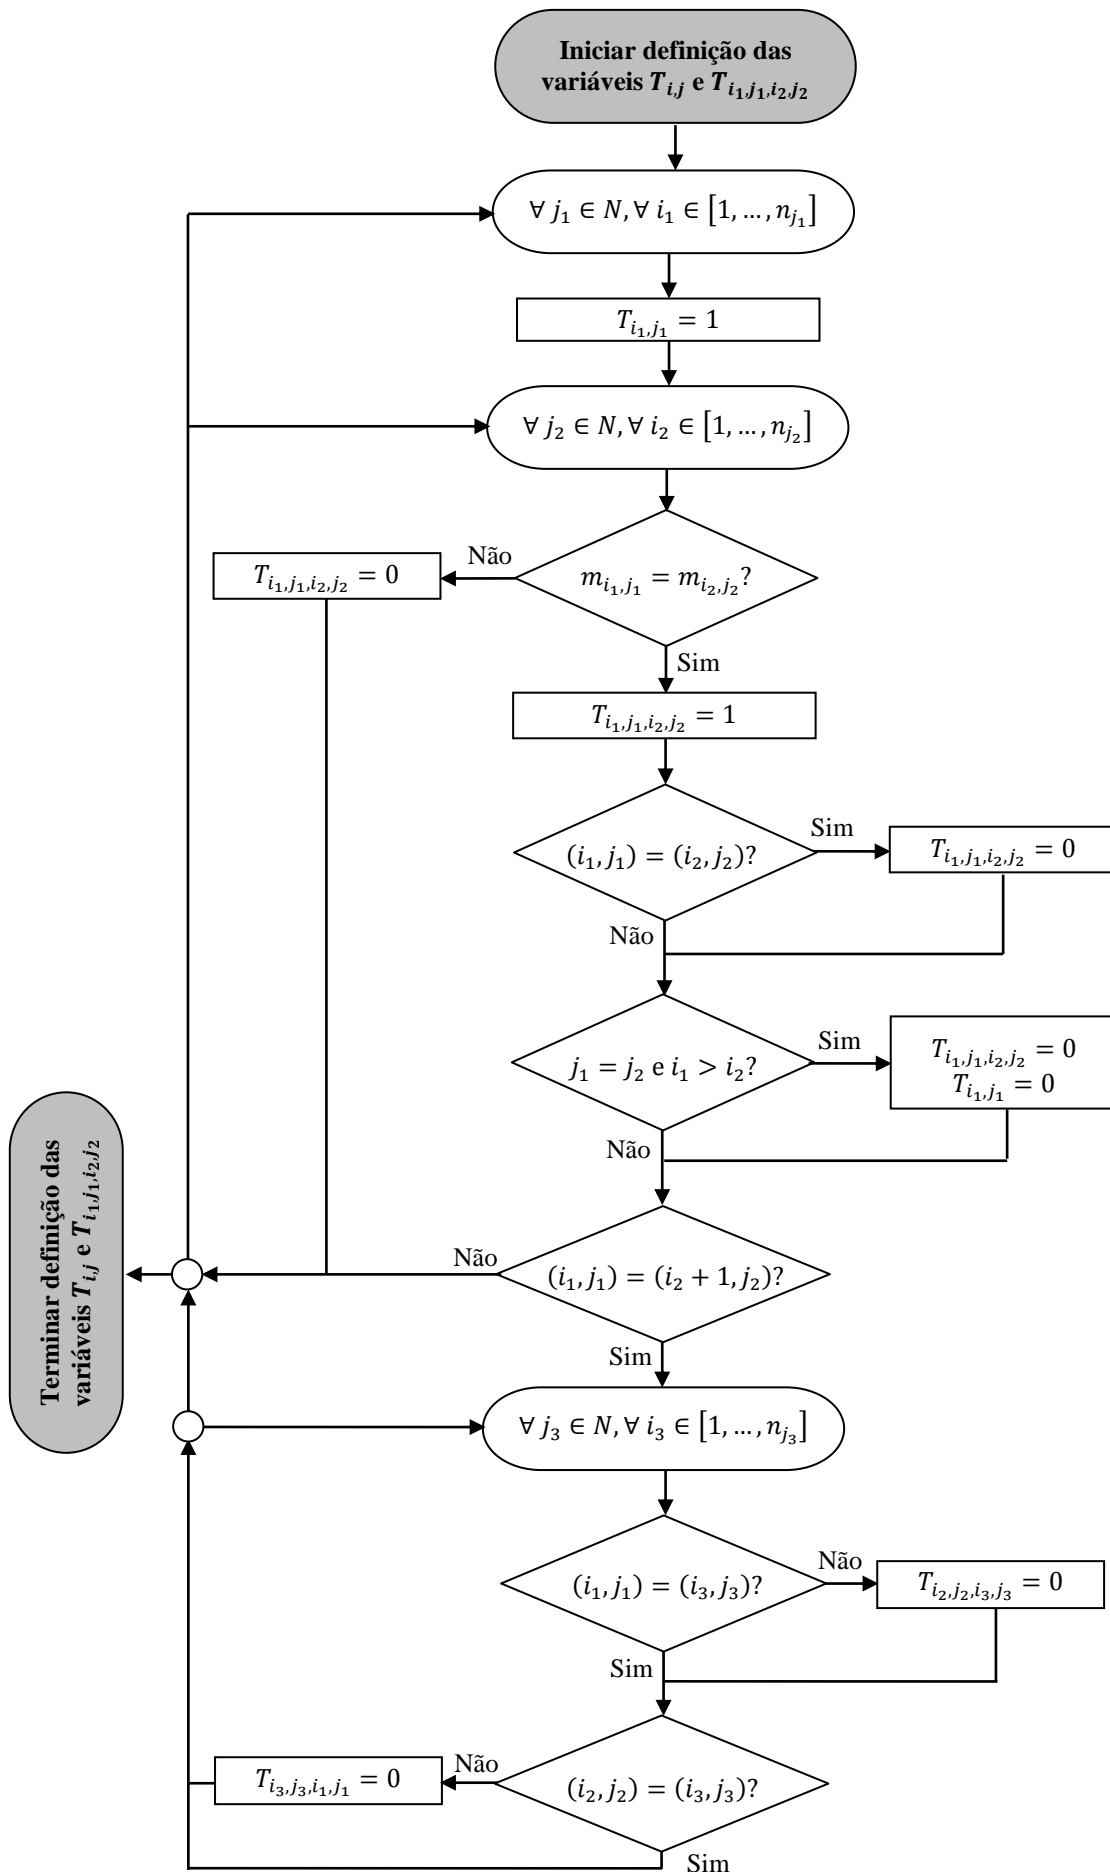 Iniciar definição das
variáveis T_{i,j} e T_{i_1,j_1,i_2,j_2}
∀ j_1 ∈ N, ∀ i_1 ∈ [1, ..., n_{j_1}]
T_{i_1,j_1} = 1
∀ j_2 ∈ N, ∀ i_2 ∈ [1, ..., n_{j_2}]
Não
T_{i_1,j_1,i_2,j_2} = 0
m_{i_1,j_1} = m_{i_2,j_2}?
Sim
T_{i_1,j_1,i_2,j_2} = 1
Sim
(i_1, j_1) = (i_2, j_2)?
T_{i_1,j_1,i_2,j_2} = 0
Não
Sim
j_1 = j_2 e i_1 > i_2?
T_{i_1,j_1,i_2,j_2} = 0
T_{i_1,j_1} = 0
Não
Terminar definição das
variáveis T_{i,j} e T_{i_1,j_1,i_2,j_2}
Não
(i_1, j_1) = (i_2 + 1, j_2)?
Sim
∀ j_3 ∈ N, ∀ i_3 ∈ [1, ..., n_{j_3}]
Não
(i_1, j_1) = (i_3, j_3)?
T_{i_2,j_2,i_3,j_3} = 0
Sim
Não
T_{i_3,j_3,i_1,j_1} = 0
(i_2, j_2) = (i_3, j_3)?
Sim